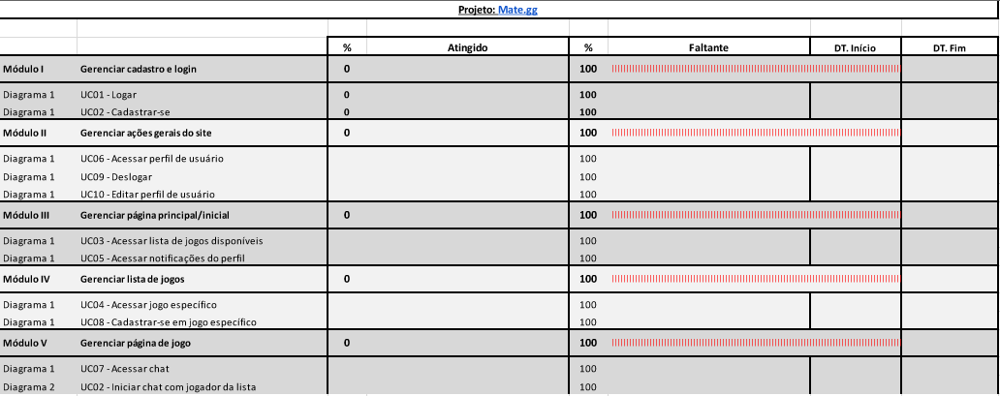 Projeto: Mate.gg
% Atingido % Faltante DT. Início DT. Fim
Módulo I Gerenciar cadastro e login 0 100
Diagrama 1 UC01 - Logar 0 100
Diagrama 1 UC02 - Cadastrar-se 0 100
Módulo II Gerenciar ações gerais do site 0 100
Diagrama 1 UC06 - Acessar perfil de usuário 100
Diagrama 1 UC09 - Deslogar 100
Diagrama 1 UC10 - Editar perfil de usuário 100
Módulo III Gerenciar página principal/inicial 0 100
Diagrama 1 UC03 - Acessar lista de jogos disponíveis 100
Diagrama 1 UC05 - Acessar notificações do perfil 100
Módulo IV Gerenciar lista de jogos 0 100
Diagrama 1 UC04 - Acessar jogo específico 100
Diagrama 1 UC08 - Cadastrar-se em jogo específico 100
Módulo V Gerenciar página de jogo 0 100
Diagrama 1 UC07 - Acessar chat 100
Diagrama 2 UC02 - Iniciar chat com jogador da lista 100